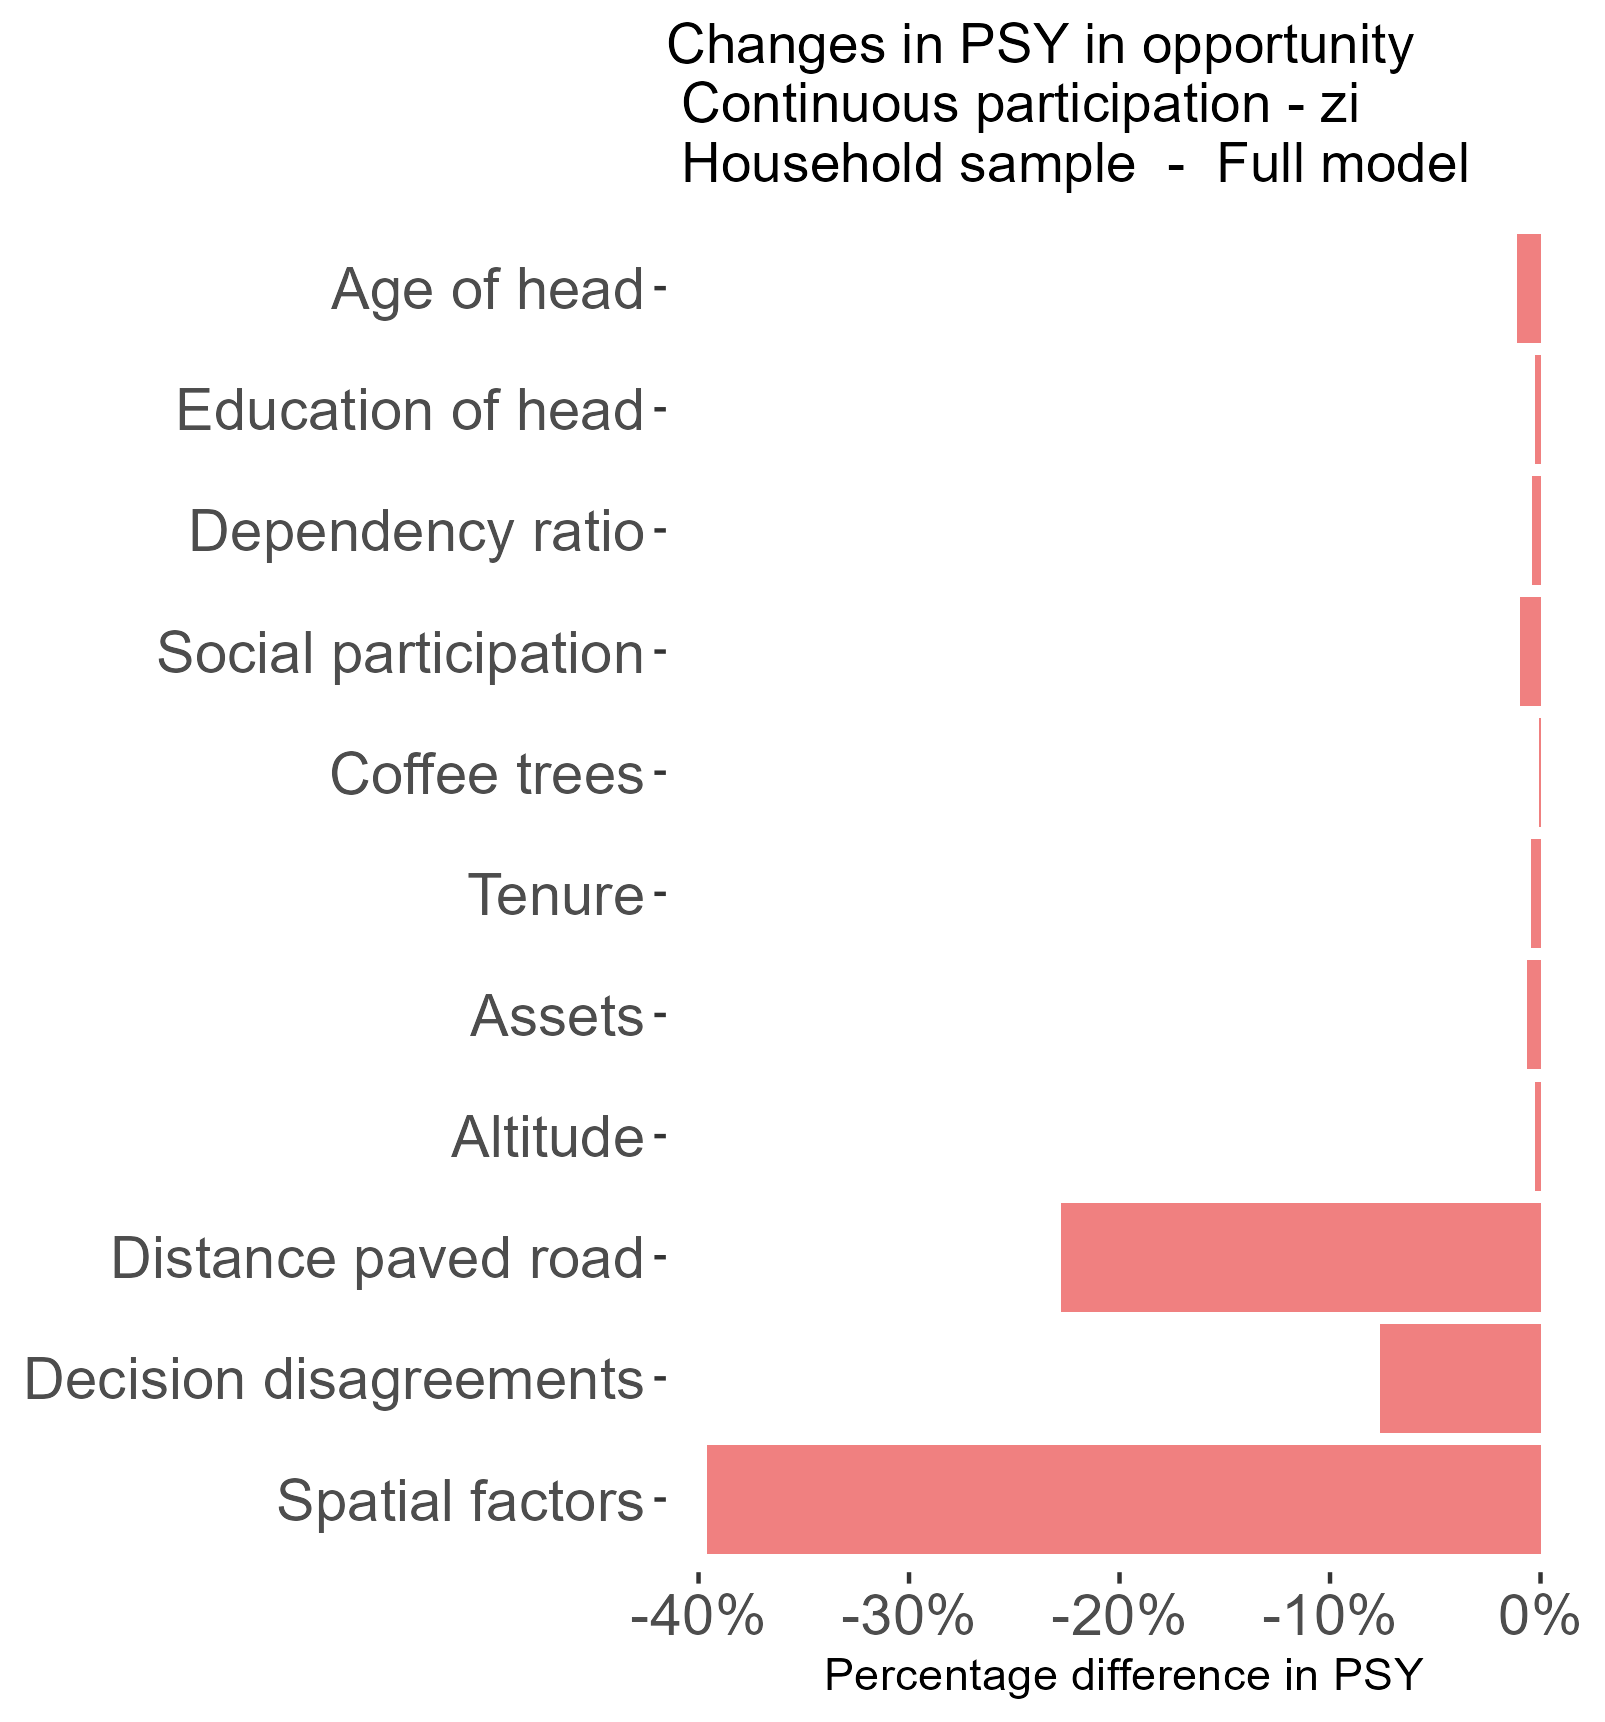 Changes in PSY in opportunity
Continuous participation - zi
Household sample  -  Full model
Age of head
Education of head
Dependency ratio
Social participation
Coffee trees
Tenure
Assets
Altitude
Distance paved road
Decision disagreements
Spatial factors
-40% -30% -20% -10% 0%
Percentage difference in PSY